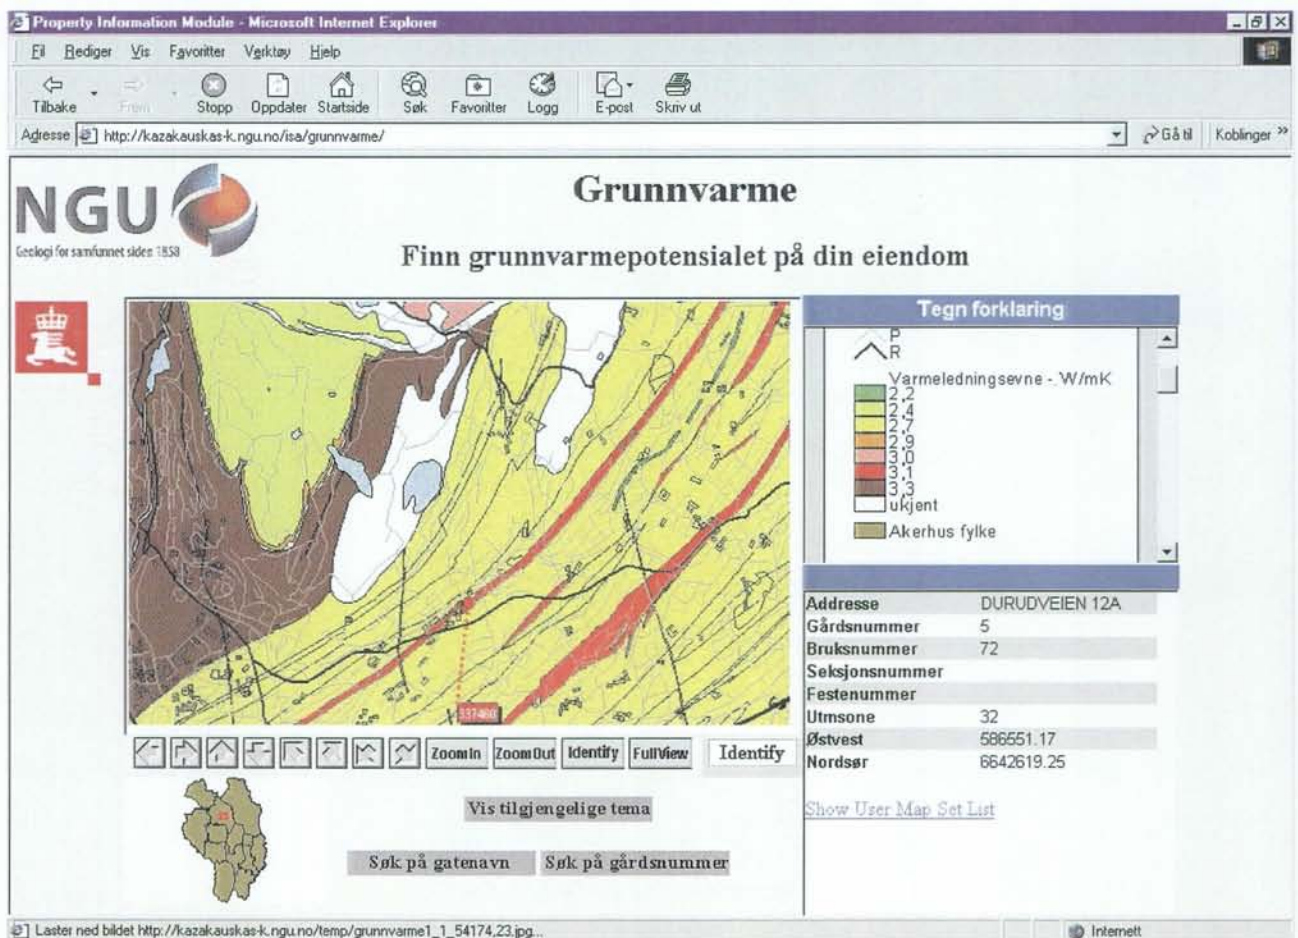 Property Information Module - Microsoft Internet Explorer
Fil Rediger Vis Favoritter Verktøy Hjelp
Tilbake Frem Stopp Oppdater Startside Søk Favoritter Logg E-post Skriv ut
Adresse http://kazakauskas-k.ngu.no/isa/grunnvarme/ Gå til Koblinger »
NGU
Geologi for samfunnet siden 1858
Grunnvarme
Finn grunnvarmepotensialet på din eiendom
Tegn forklaring
P
R
Varmeledningsevne - W/mK
2,2
2,4
2,7
2,9
3,0
3,1
3,3
ukjent
Akerhus fylke
337460
Addresse DURUDVEIEN 12A
Gårdsnummer 5
Bruksnummer 72
Seksjonsnummer
Festenummer
Utmsone 32
Østvest 586551.17
Nordsør 6642619.25
Show User Map Set List
ZoomIn ZoomOut Identify FullView Identify
Vis tilgjengelige tema
Søk på gatenavn Søk på gårdsnummer
Laster ned bildet http://kazakauskas-k.ngu.no/temp/grunnvarme1_1_54174,23.jpg... Internett